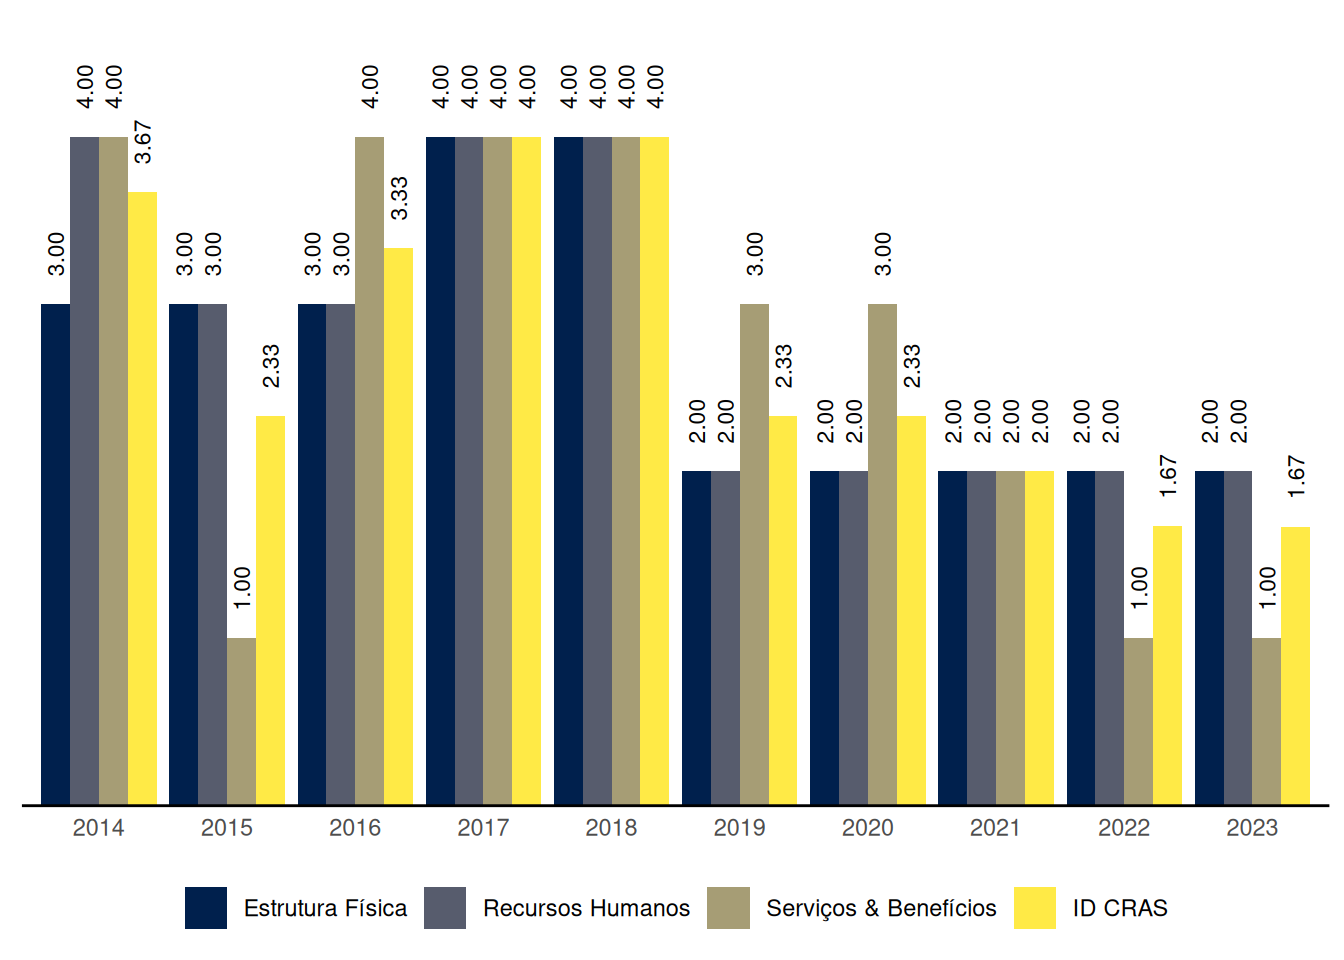 4.00 4.00 4.00 4.00 4.00 4.00 4.00 4.00 4.00 4.00 4.00
3.67
3.33
3.00 3.00 3.00 3.00 3.00 3.00 3.00
2.33 2.33 2.33
2.00 2.00 2.00 2.00 2.00 2.00 2.00 2.00 2.00 2.00 2.00 2.00
1.67 1.67
1.00 1.00 1.00
2014 2015 2016 2017 2018 2019 2020 2021 2022 2023
Estrutura Física Recursos Humanos Serviços & Benefícios ID CRAS